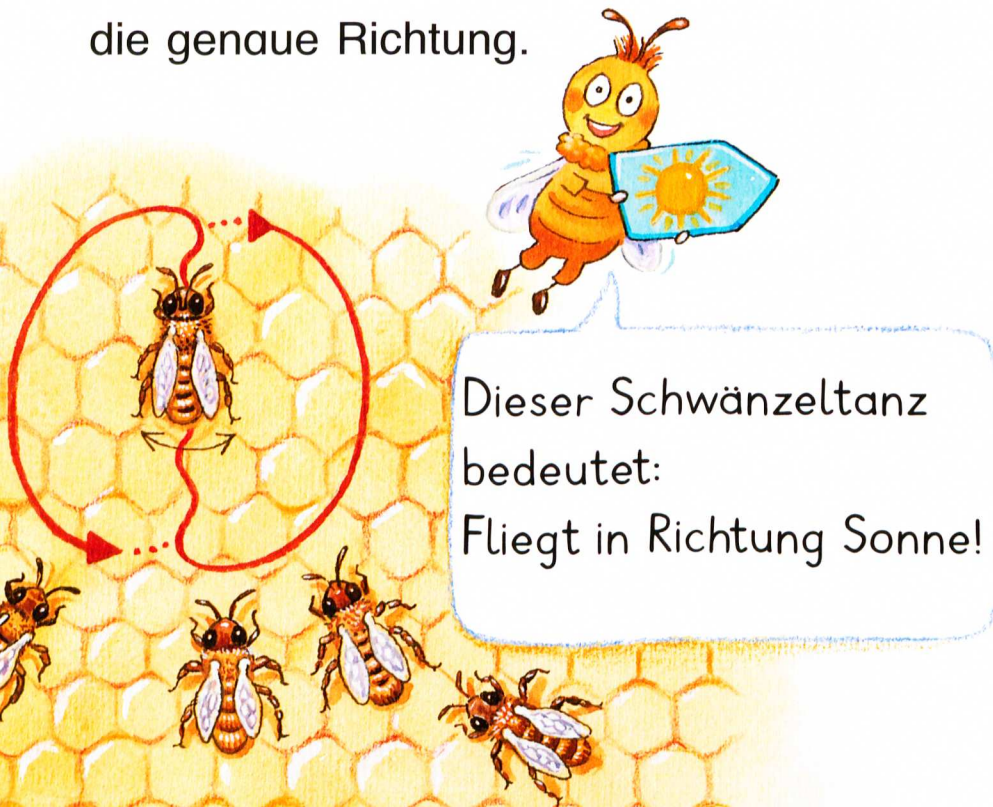 die genaue Richtung.
Dieser Schwänzeltanz
bedeutet:
Fliegt in Richtung Sonne!